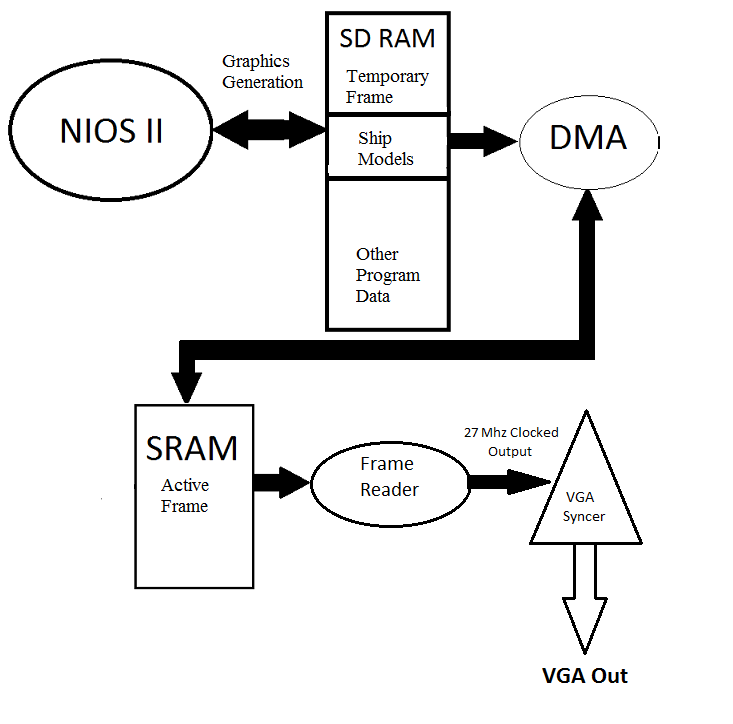 Graphics
Generation
NIOS II
SD RAM
Temporary
Frame
Ship
Models
Other
Program
Data
DMA
SRAM
Active
Frame
Frame
Reader
27 Mhz Clocked
Output
VGA
Syncer
VGA Out